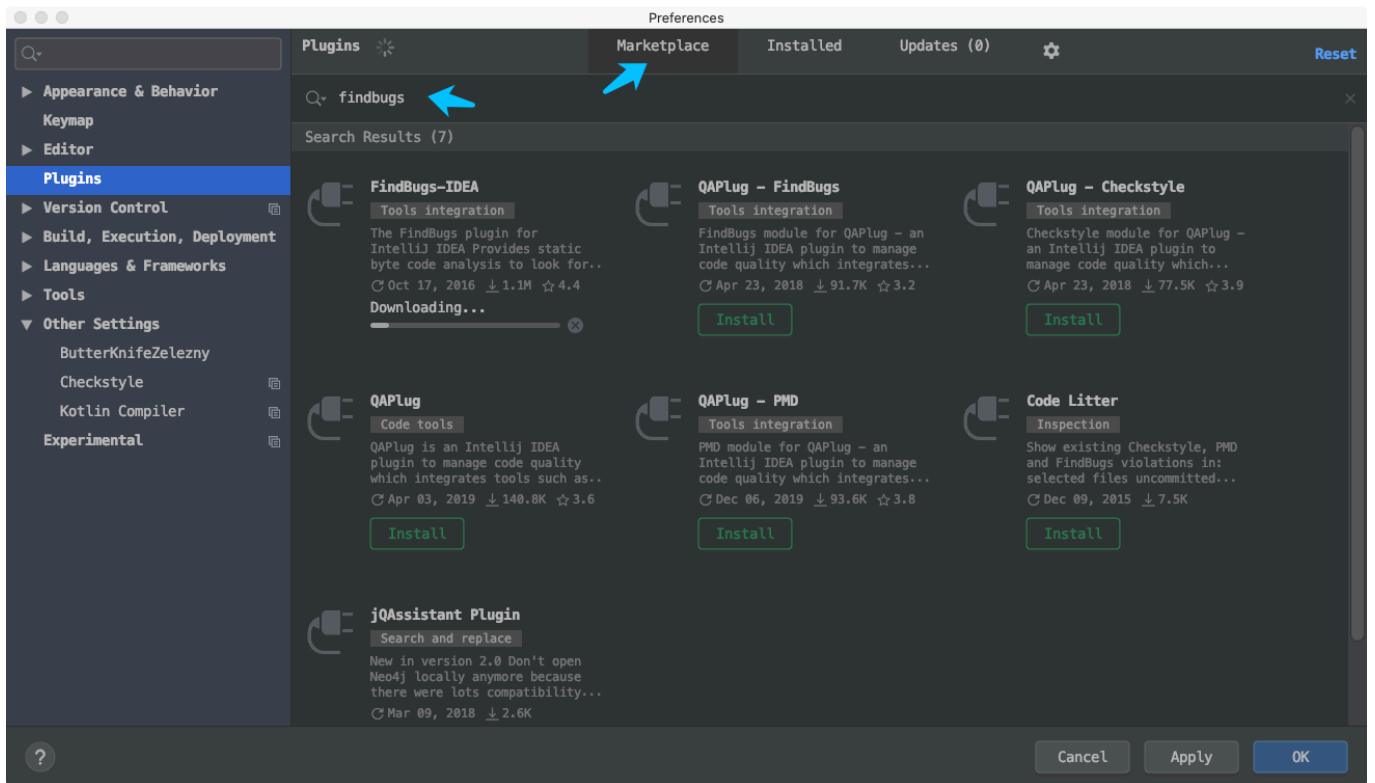 Preferences
Plugins
Marketplace
Installed
Updates (0)
Reset
Appearance & Behavior
Keymap
Editor
Plugins
Version Control
Build, Execution, Deployment
Languages & Frameworks
Tools
Other Settings
ButterKnifeZelezny
Checkstyle
Kotlin Compiler
Experimental
findbugs
Search Results (7)
FindBugs-IDEA
Tools integration
The FindBugs plugin for
IntelliJ IDEA Provides static
byte code analysis to look for..
Oct 17, 2016 1.1M 4.4
Downloading...
QAPlug - FindBugs
Tools integration
FindBugs module for QAPlug - an
Intellij IDEA plugin to manage
code quality which integrates...
Apr 23, 2018 91.7K 3.2
Install
QAPlug - Checkstyle
Tools integration
Checkstyle module for QAPlug -
an Intellij IDEA plugin to
manage code quality which...
Apr 23, 2018 77.5K 3.9
Install
QAPlug
Code tools
QAPlug is an Intellij IDEA
plugin to manage code quality
which integrates tools such as..
Apr 03, 2019 140.8K 3.6
Install
QAPlug - PMD
Tools integration
PMD module for QAPlug - an
Intellij IDEA plugin to manage
code quality which integrates...
Dec 06, 2019 93.6K 3.8
Install
Code Litter
Inspection
Show existing Checkstyle, PMD
and FindBugs violations in:
selected files uncommitted...
Dec 09, 2015 7.5K
Install
jQAssistant Plugin
Search and replace
New in version 2.0 Don't open
Neo4j locally anymore because
there were lots compatibility...
Mar 09, 2018 2.6K
?
Cancel
Apply
OK